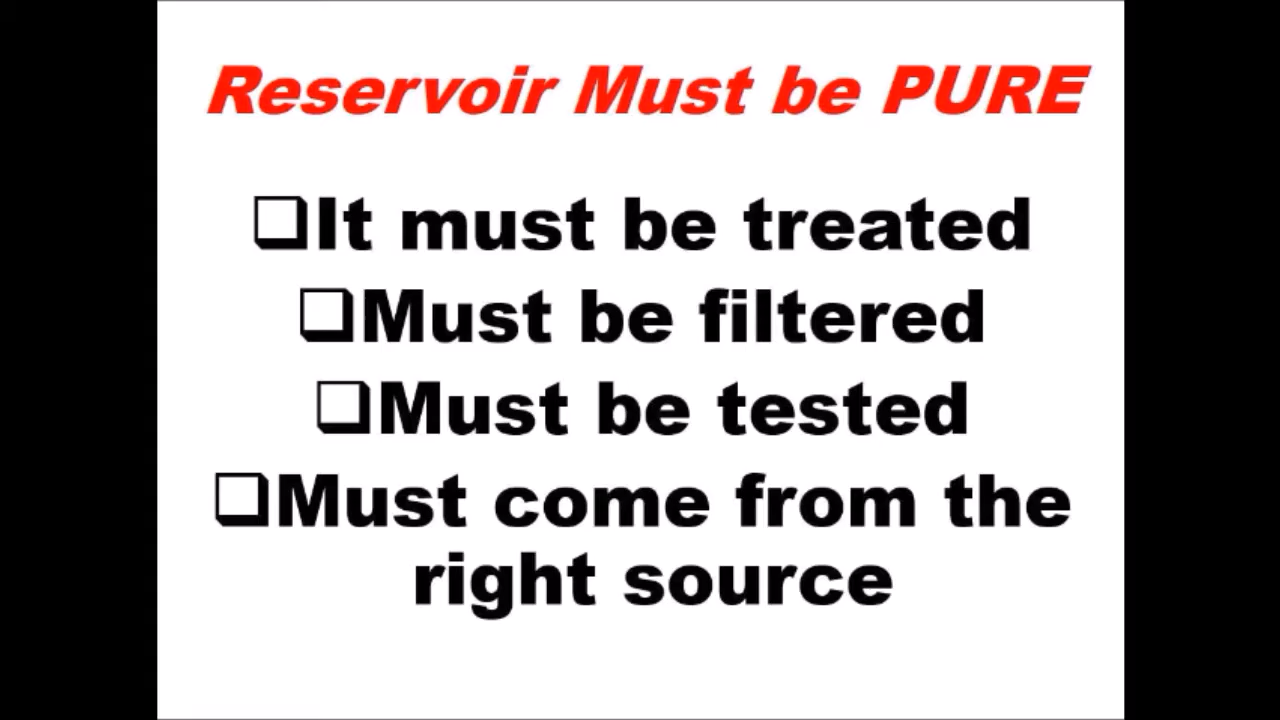 Reservoir Must be PURE
❑It must be treated
❑Must be filtered
❑Must be tested
❑Must come from the
right source